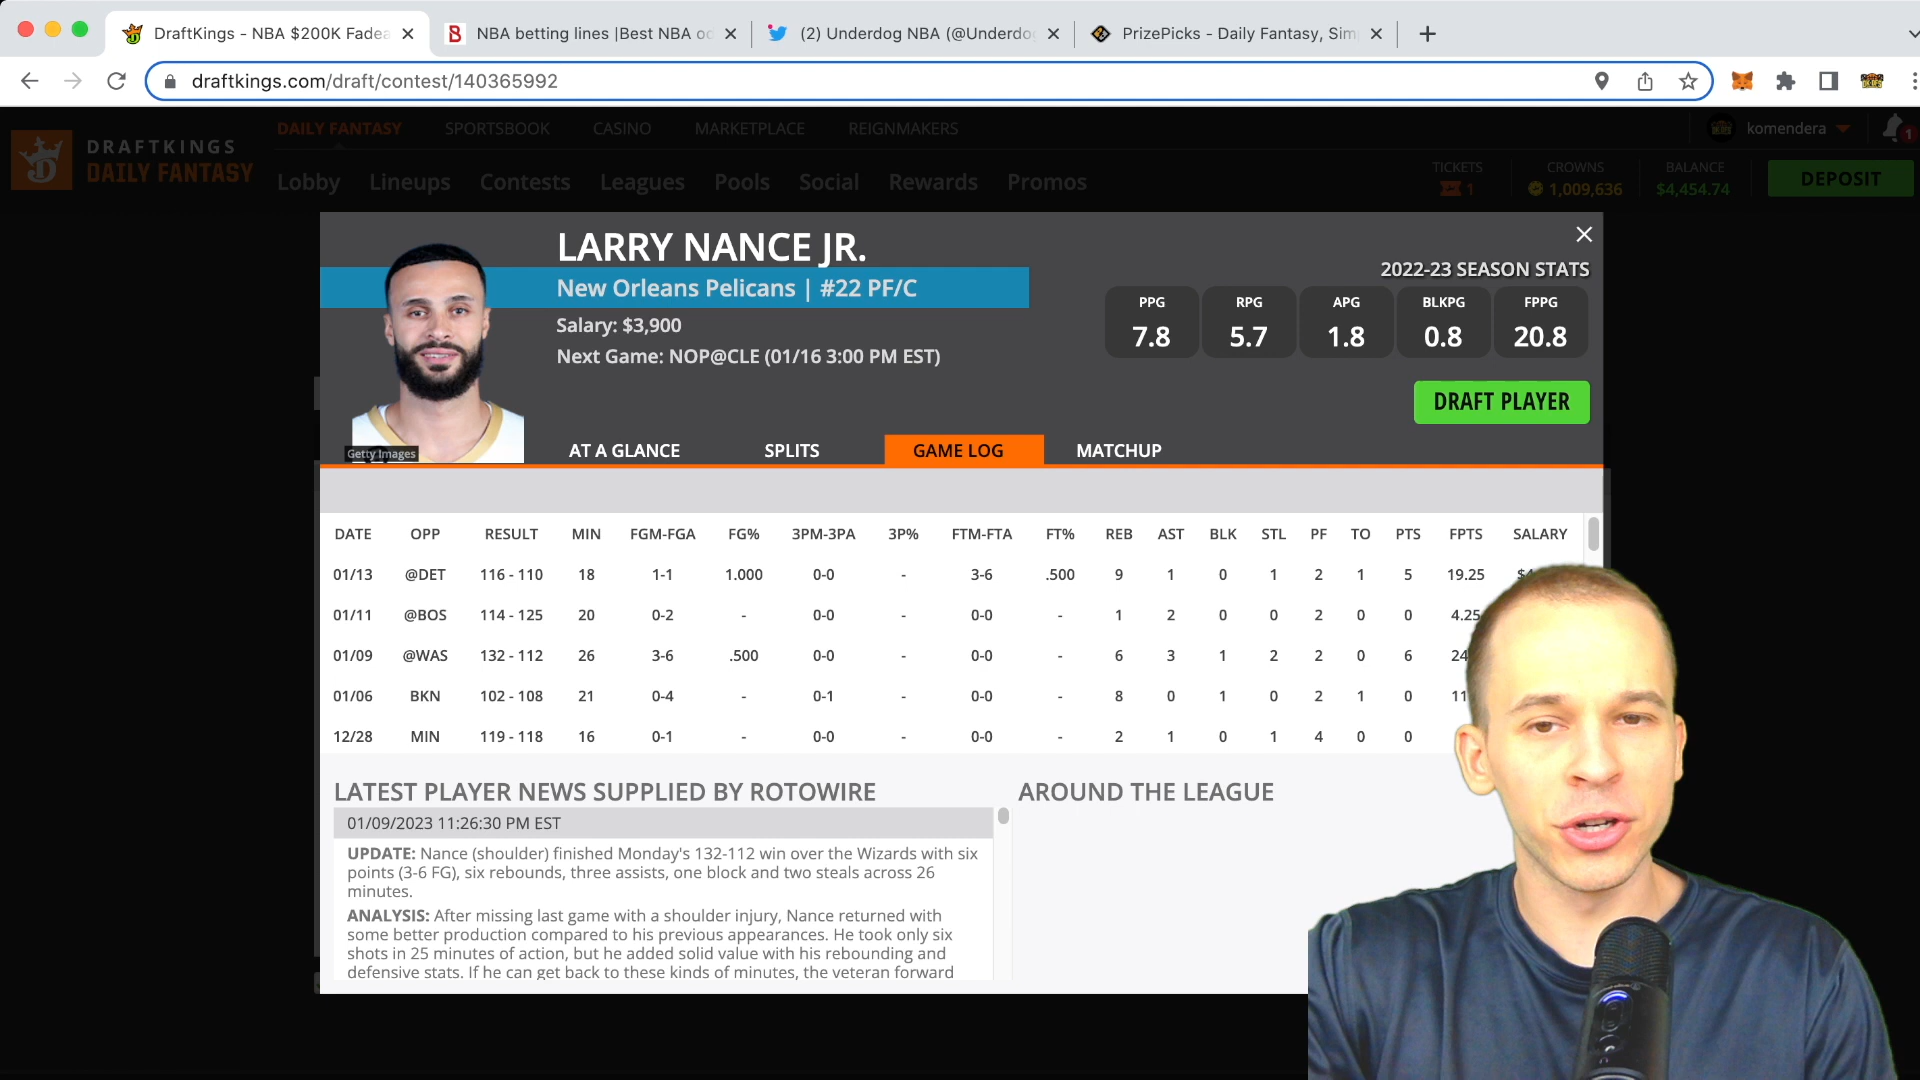 DraftKings - NBA $200K Fadea
NBA betting lines |Best NBA o
(2) Underdog NBA (@Underdo
PrizePicks - Daily Fantasy, Sim
draftkings.com/draft/contest/140365992
DRAFTKINGS
DAILY FANTASY
DAILY FANTASY SPORTSBOOK CASINO MARKETPLACE REIGNMAKERS
komendera
1
Lobby Lineups Contests Leagues Pools Social Rewards Promos
TICKETS
1
CROWNS
1,009,636
BALANCE
$4,454.74
DEPOSIT
LARRY NANCE JR.
New Orleans Pelicans | #22 PF/C
Salary: $3,900
Next Game: NOP@CLE (01/16 3:00 PM EST)
Getty Images
2022-23 SEASON STATS
PPG RPG APG BLKPG FPPG
7.8 5.7 1.8 0.8 20.8
DRAFT PLAYER
AT A GLANCE SPLITS GAME LOG MATCHUP
DATE OPP RESULT MIN FGM-FGA FG% 3PM-3PA 3P% FTM-FTA FT% REB AST BLK STL PF TO PTS FPTS SALARY
01/13 @DET 116 - 110 18 1-1 1.000 0-0 - 3-6 .500 9 1 0 1 2 1 5 19.25
01/11 @BOS 114 - 125 20 0-2 - 0-0 - 0-0 - 1 2 0 0 2 0 0 4.25
01/09 @WAS 132 - 112 26 3-6 .500 0-0 - 0-0 - 6 3 1 2 2 0 6 24
01/06 BKN 102 - 108 21 0-4 - 0-1 - 0-0 - 8 0 1 0 2 1 0 11
12/28 MIN 119 - 118 16 0-1 - 0-0 - 0-0 - 2 1 0 1 4 0 0
LATEST PLAYER NEWS SUPPLIED BY ROTOWIRE
01/09/2023 11:26:30 PM EST
UPDATE: Nance (shoulder) finished Monday's 132-112 win over the Wizards with six
points (3-6 FG), six rebounds, three assists, one block and two steals across 26
minutes.
ANALYSIS: After missing last game with a shoulder injury, Nance returned with
some better production compared to his previous appearances. He took only six
shots in 25 minutes of action, but he added solid value with his rebounding and
defensive stats. If he can get back to these kinds of minutes, the veteran forward
AROUND THE LEAGUE